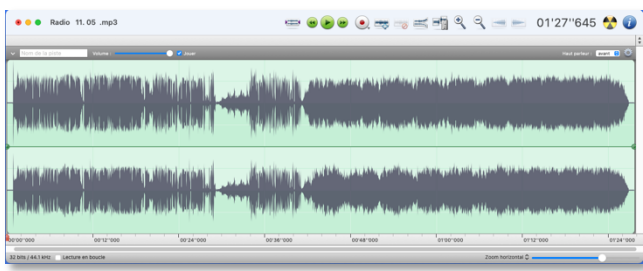 Radio 11. 05 .mp3 01'27"645
Nom de la piste Volume : Jouer Haut parleur : avant
00'00"000 00'12"000 00'24"000 00'36"000 00'48"000 01'00"000 01'12"000 01'24"000
32 bits / 44.1 kHz Lecture en boucle Zoom horizontal